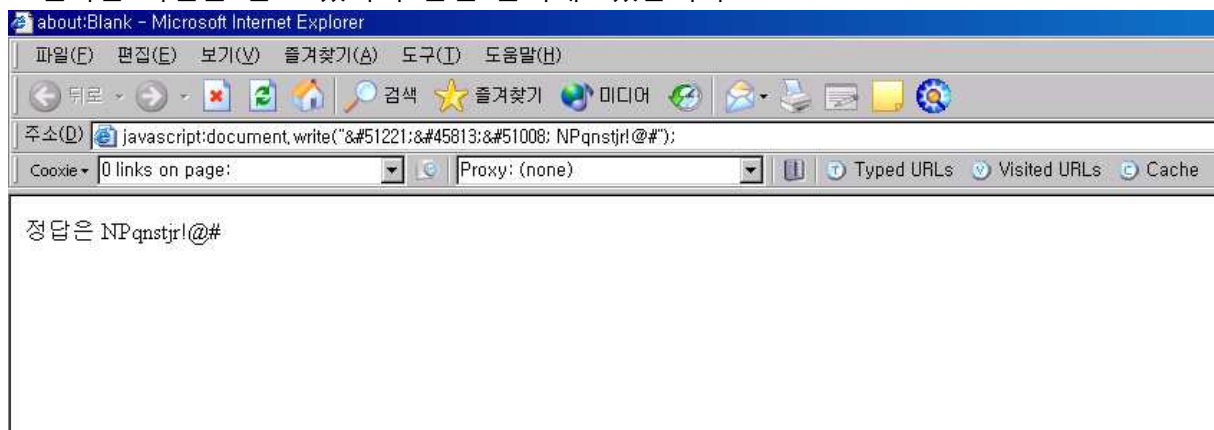 about:Blank - Microsoft Internet Explorer
파일(F) 편집(E) 보기(V) 즐겨찾기(A) 도구(T) 도움말(H)
뒤로 검색 즐겨찾기 미디어
주소(D) javascript:document.write("&#51221;&#45813;&#51008; NPqnstjr!@#");
Cooxie 0 links on page: Proxy: (none) Typed URLs Visited URLs Cache
정답은 NPqnstjr!@#